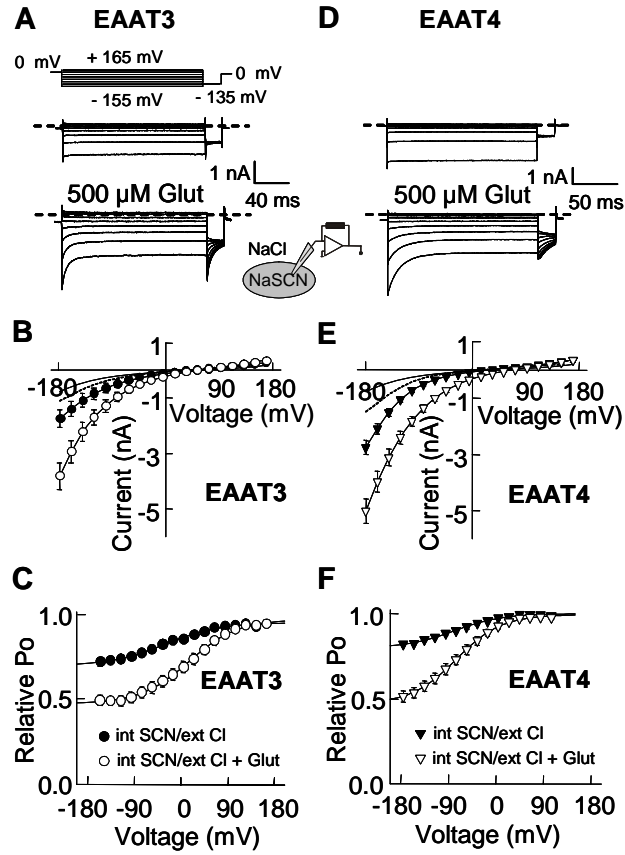 A
EAAT3
0 mV
+ 165 mV
0 mV
- 155 mV
- 135 mV
1 nA
40 ms
500 µM Glut
NaCl
NaSCN
D
EAAT4
1 nA
50 ms
500 µM Glut
B
1
-180
90
180
-1
Voltage (mV)
-3
-5
Current (nA)
EAAT3
E
1
-180
90
180
-1
Voltage (mV)
-3
-5
Current (nA)
EAAT4
C
1.0
0.5
0.0
Relative Po
EAAT3
int SCN/ext Cl
int SCN/ext Cl + Glut
-180 -90 0 90 180
Voltage (mV)
F
1.0
0.5
0.0
Relative Po
EAAT4
int SCN/ext Cl
int SCN/ext Cl + Glut
-180 -90 0 90 180
Voltage (mV)